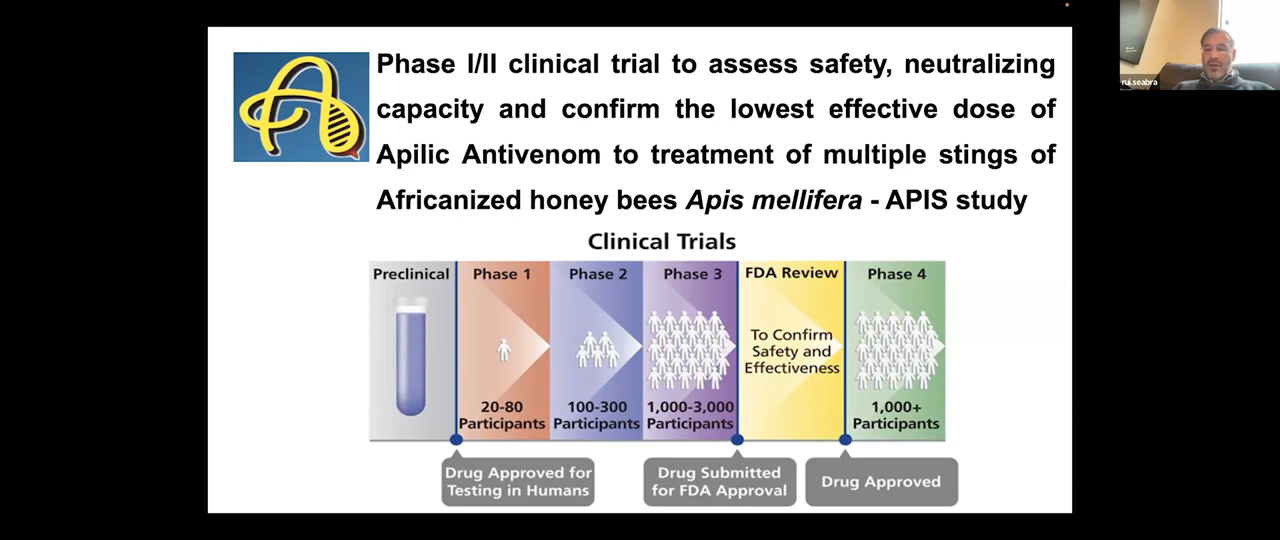 Phase I/II clinical trial to assess safety, neutralizing
capacity and confirm the lowest effective dose of
Apilic Antivenom to treatment of multiple stings of
Africanized honey bees Apis mellifera - APIS study
Clinical Trials
Preclinical
Phase 1
Phase 2
Phase 3
FDA Review
Phase 4
To Confirm
Safety and
Effectiveness
20-80
Participants
100-300
Participants
1,000-3,000
Participants
1,000+
Participants
Drug Approved for
Testing in Humans
Drug Submitted
for FDA Approval
Drug Approved
rui.seabra